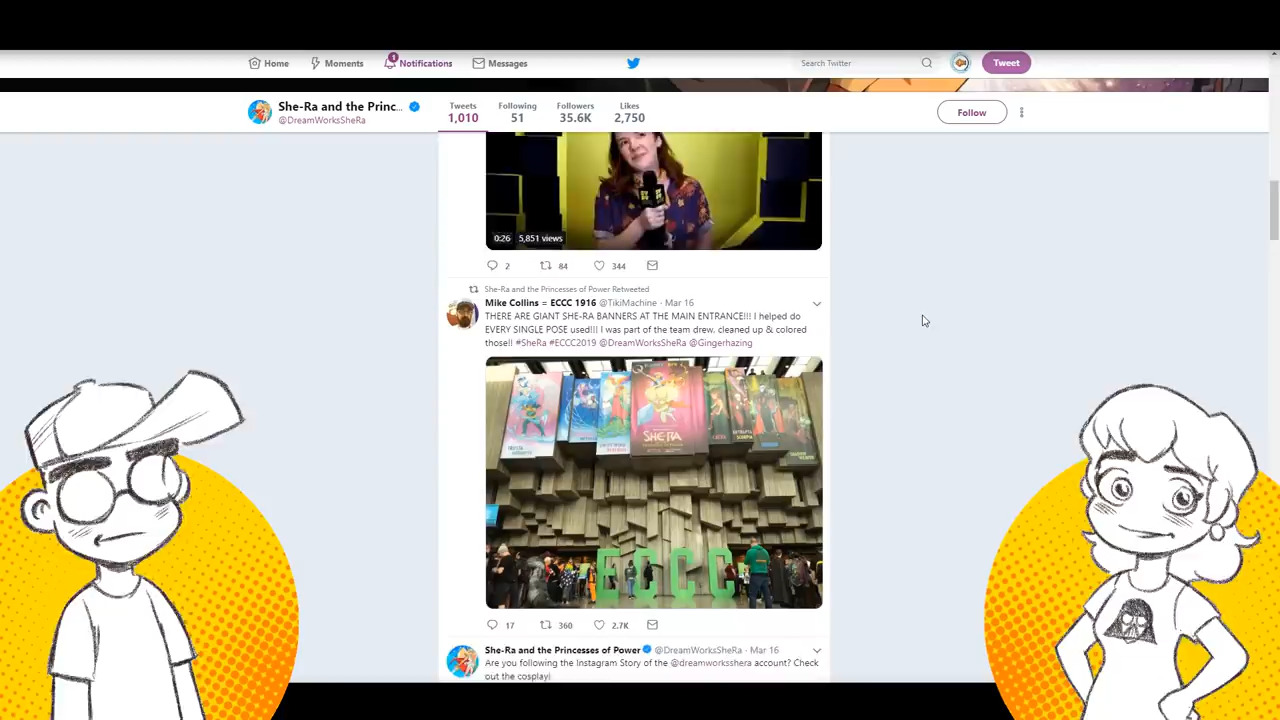 Home Moments 4 Notifications Messages Search Twitter Tweet
She-Ra and the Princ... Tweets Following Followers Likes Follow
@DreamWorksSheRa 1,010 51 35.6K 2,750
0:26 5,851 views
2 84 344
She-Ra and the Princesses of Power Retweeted
Mike Collins = ECCC 1916 @TikiMachine · Mar 16
THERE ARE GIANT SHE-RA BANNERS AT THE MAIN ENTRANCE!!! I helped do
EVERY SINGLE POSE used!!! I was part of the team drew, cleaned up & colored
those!! #SheRa #ECCC2019 @DreamWorksSheRa @Gingerhazing
SHE-RA
ECCC
17 360 2.7K
She-Ra and the Princesses of Power @DreamWorksSheRa · Mar 16
Are you following the Instagram Story of the @dreamworksshera account? Check
out the cosplay!